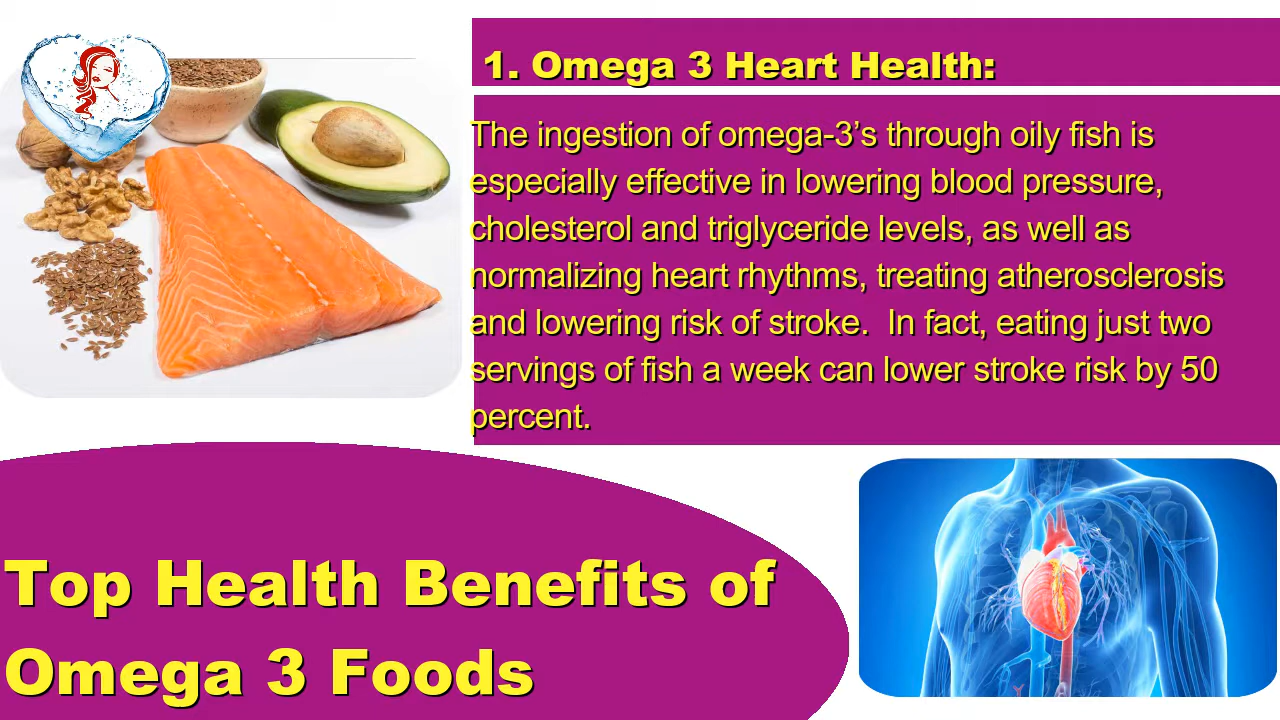 1. Omega 3 Heart Health:
The ingestion of omega-3’s through oily fish is
especially effective in lowering blood pressure,
cholesterol and triglyceride levels, as well as
normalizing heart rhythms, treating atherosclerosis
and lowering risk of stroke.  In fact, eating just two
servings of fish a week can lower stroke risk by 50
percent.
Top Health Benefits of
Omega 3 Foods